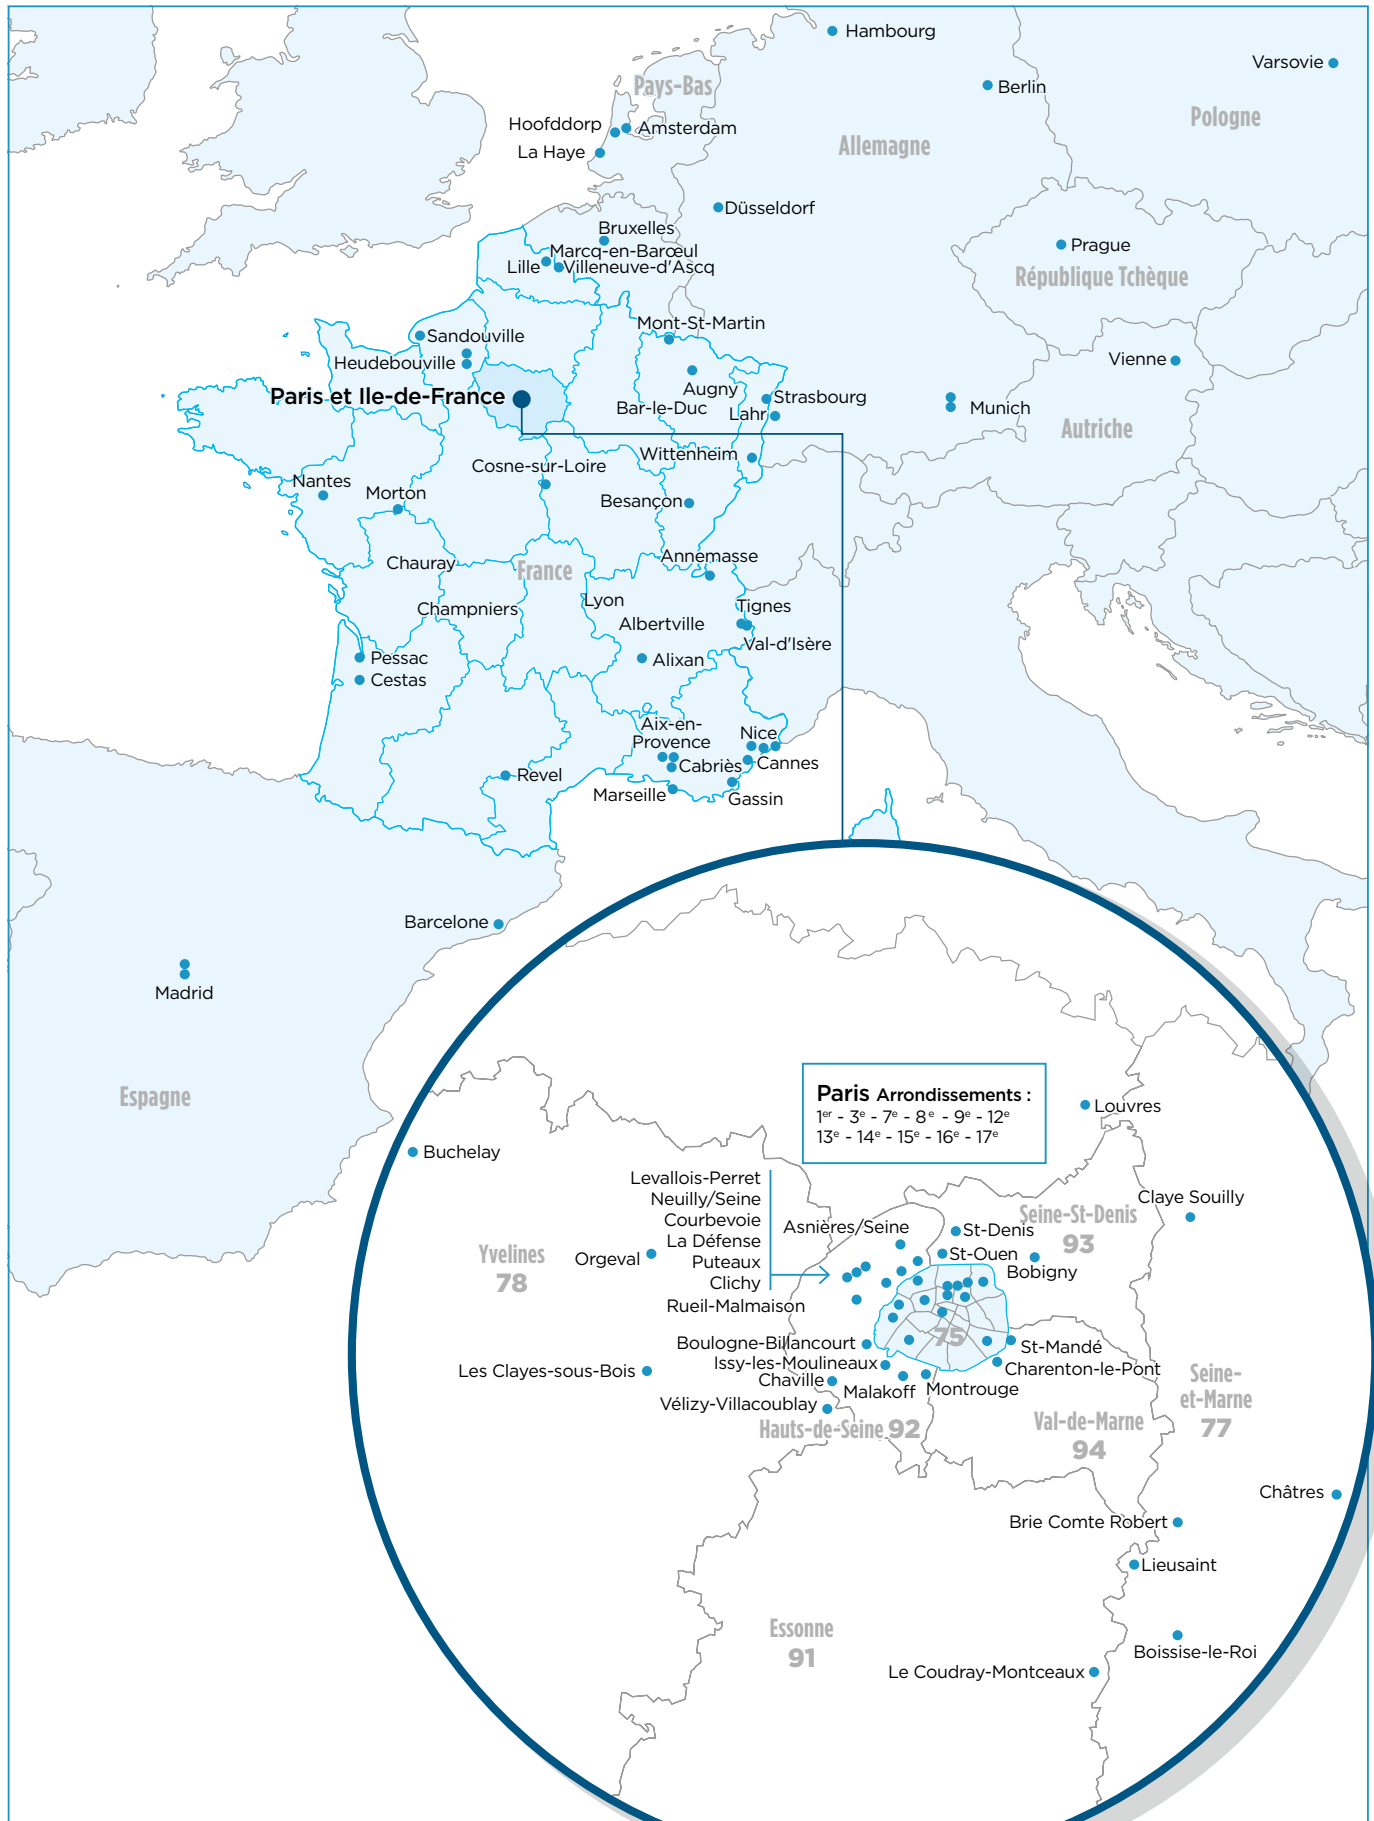 Hambourg
Varsovie
Berlin
Pays-Bas
Pologne
Hoofddorp
Amsterdam
Allemagne
La Haye
Düsseldorf
Bruxelles
Prague
Marcq-en-Barœul
Lille
Villeneuve-d'Ascq
République Tchèque
Mont-St-Martin
Sandouville
Heudebouville
Vienne
Augny
Paris et Ile-de-France
Strasbourg
Bar-le-Duc
Lahr
Munich
Autriche
Wittenheim
Cosne-sur-Loire
Nantes
Morton
Besançon
Annemasse
Chauray
France
Lyon
Tignes
Champniers
Albertville
Val-d'Isère
Pessac
Alixan
Cestas
Aix-en-
Provence
Nice
Cabriès
Cannes
Revel
Marseille
Gassin
Barcelone
Madrid
Espagne
Paris Arrondissements :
1er - 3e - 7e - 8e - 9e - 12e
13e - 14e - 15e - 16e - 17e
Louvres
Buchelay
Levallois-Perret
Neuilly/Seine
Courbevoie
La Défense
Puteaux
Clichy
Claye Souilly
Asnières/Seine
Seine-St-Denis
93
St-Denis
Yvelines
78
Orgeval
St-Ouen
Bobigny
Rueil-Malmaison
75
Boulogne-Billancourt
St-Mandé
Issy-les-Moulineaux
Charenton-le-Pont
Les Clayes-sous-Bois
Chaville
Malakoff
Montrouge
Seine-
et-Marne
77
Vélizy-Villacoublay
Hauts-de-Seine 92
Val-de-Marne
94
Châtres
Brie Comte Robert
Lieusaint
Essonne
91
Boissise-le-Roi
Le Coudray-Montceaux